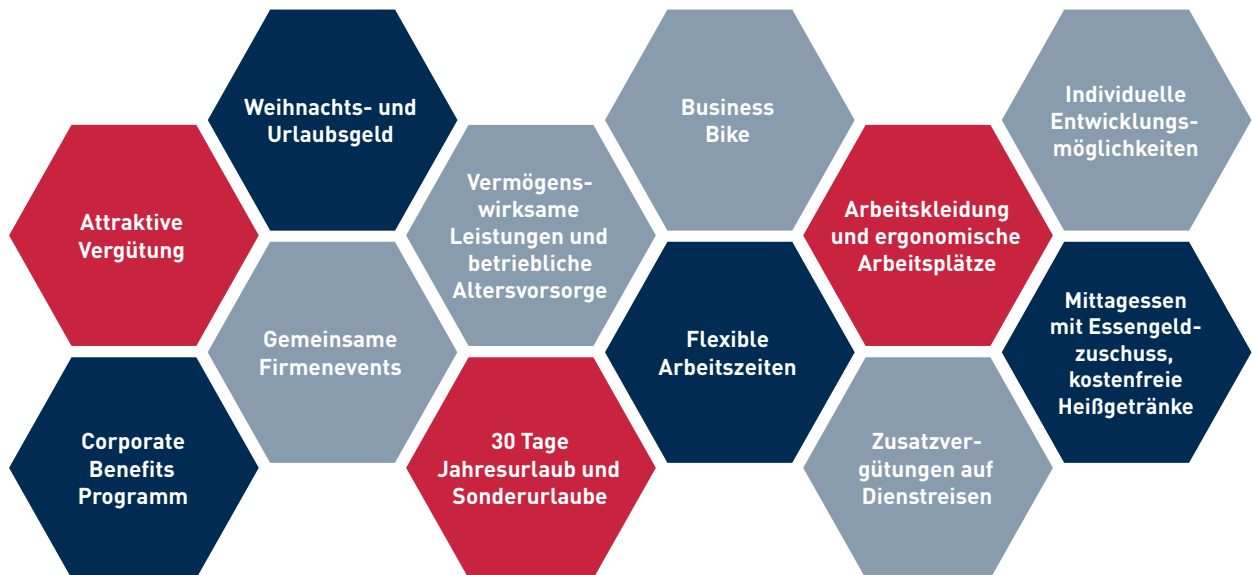 Attraktive
Vergütung
Corporate
Benefits
Programm
Weihnachts- und
Urlaubsgeld
Gemeinsame
Firmenevents
Vermögens-
wirksame
Leistungen und
betriebliche
Altersvorsorge
30 Tage
Jahresurlaub und
Sonderurlaube
Business
Bike
Flexible
Arbeitszeiten
Arbeitskleidung
und ergonomische
Arbeitsplätze
Zusatzver-
gütungen auf
Dienstreisen
Individuelle
Entwicklungs-
möglichkeiten
Mittagessen
mit Essengeld-
zuschuss,
kostenfreie
Heißgetränke